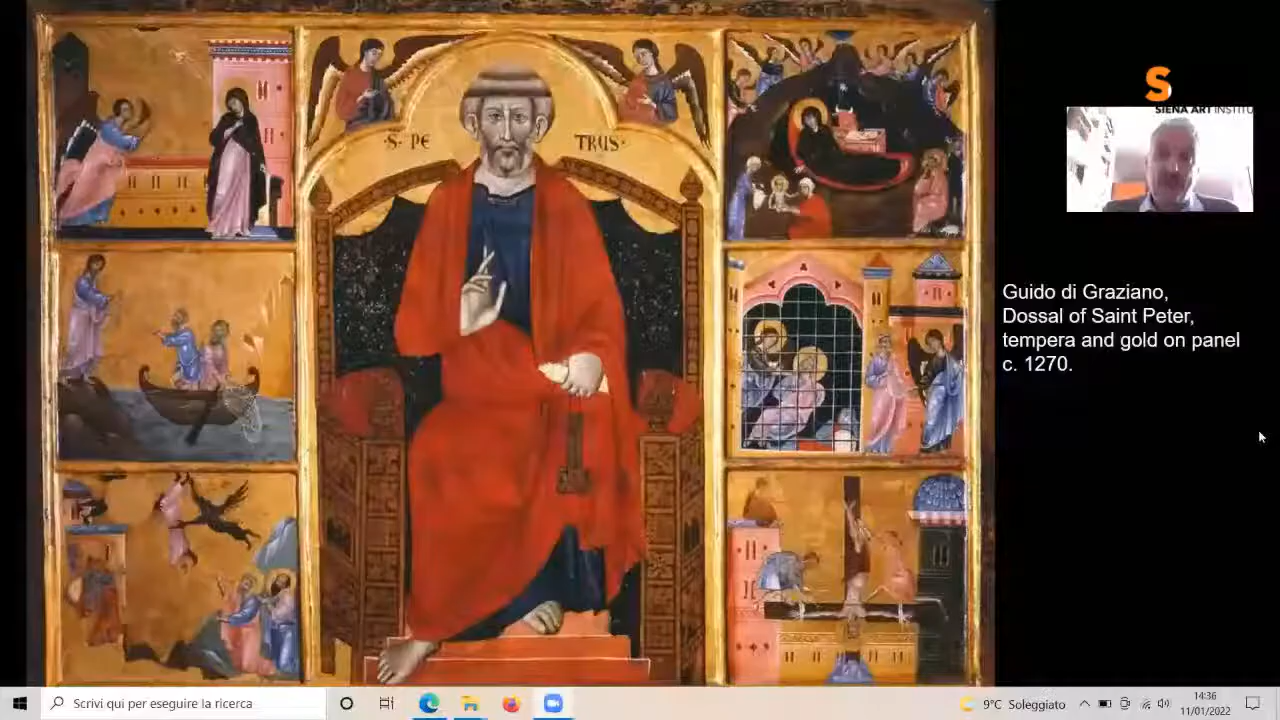 ·S· PE TRUS·
S
SIENA ART INSTITU
Guido di Graziano,
Dossal of Saint Peter,
tempera and gold on panel
c. 1270.
Scrivi qui per eseguire la ricerca
9°C Soleggiato
14:36
11/01/2022